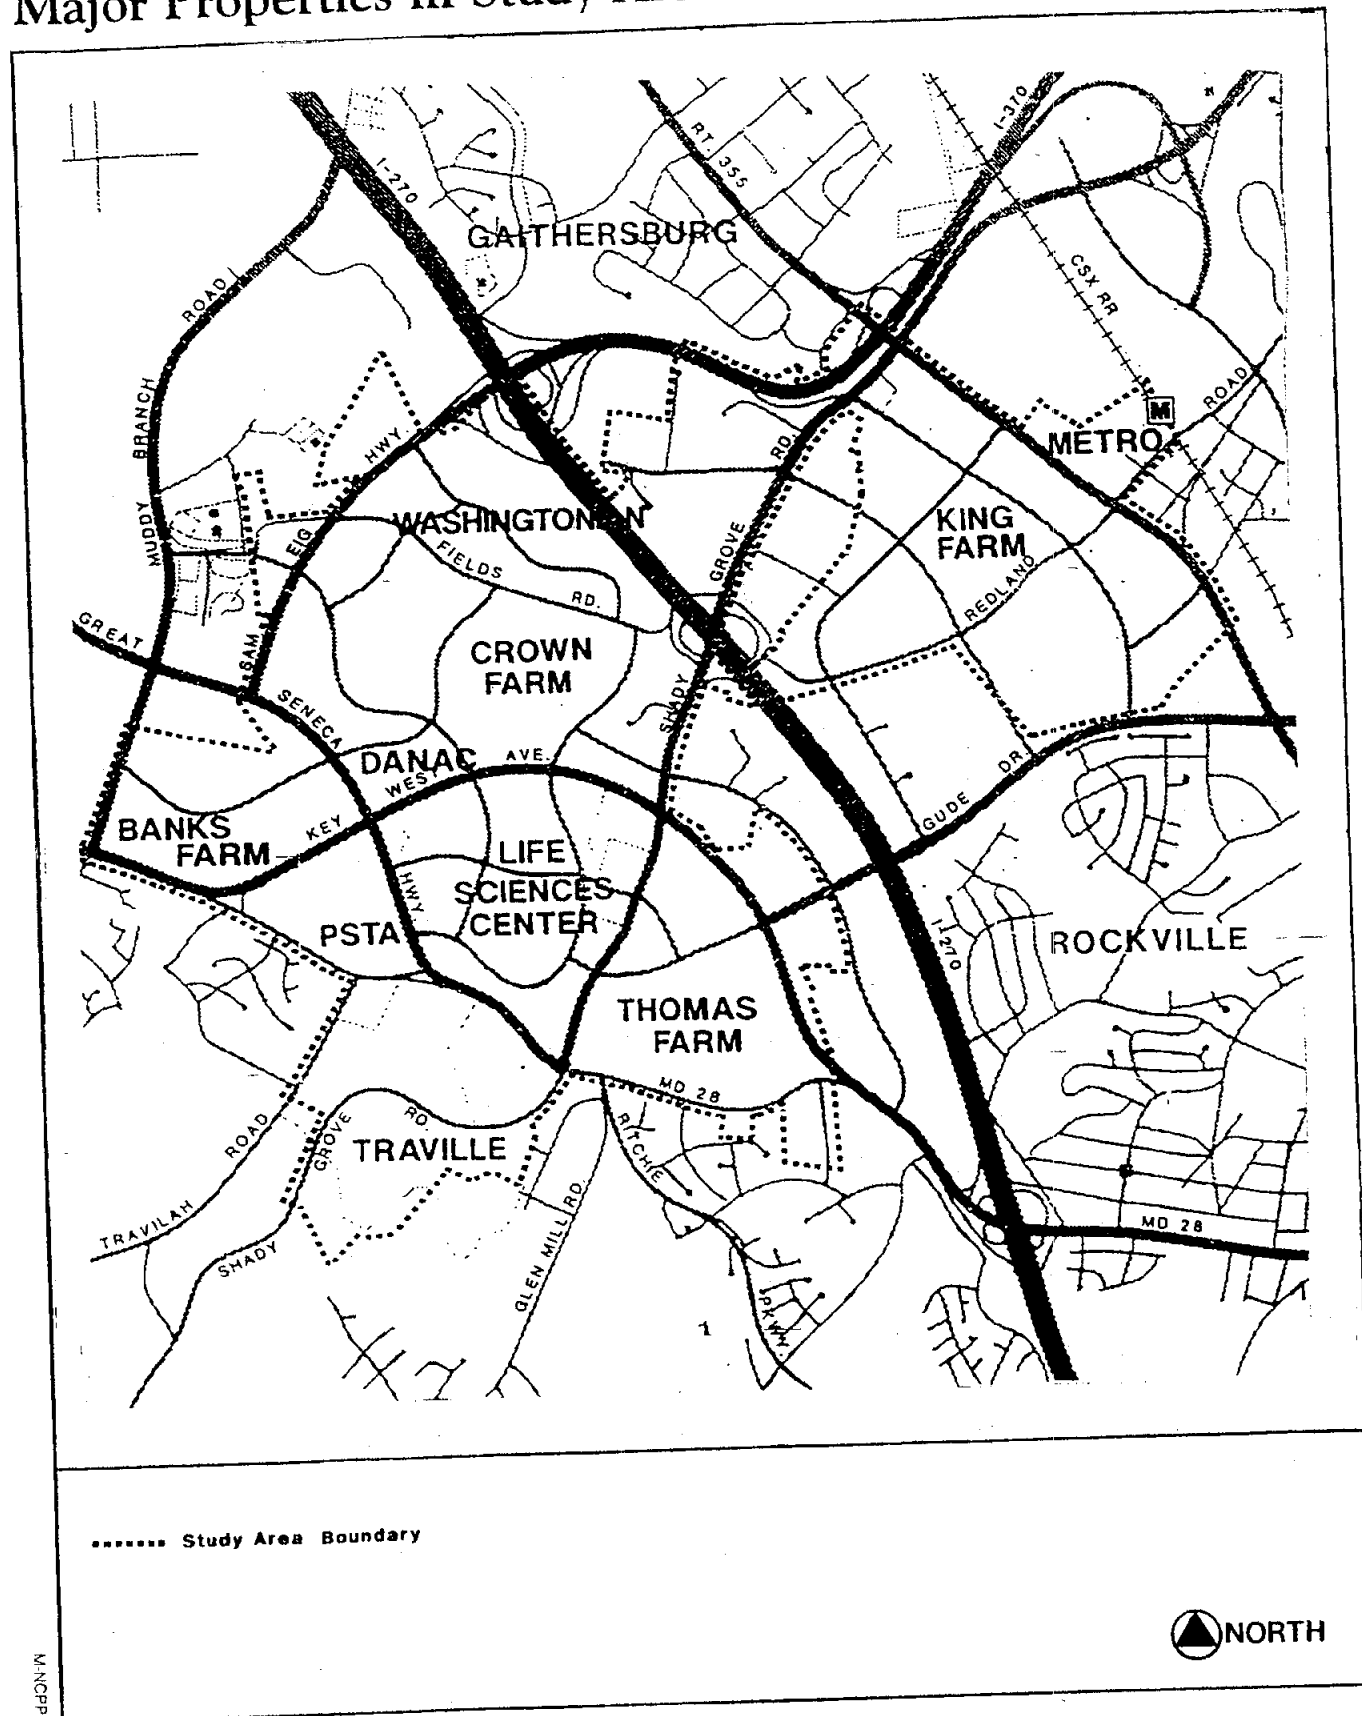 Major Properties in Study
I-270
RT. 355
I-370
GAITHERSBURG
CSX RR
ROAD
BRANCH
MUDDY
ROAD
M
METRO
HWY
RD.
EIG
SAM
WASHINGTONIAN
FIELDS
RD.
GROVE
SHADY
KING
FARM
REDLAND
GREAT
SENECA
HWY
CROWN
FARM
DANAC
KEY
WEST
AVE.
GUDE
DR.
BANKS
FARM
LIFE
SCIENCES
CENTER
PSTA
I-270
ROCKVILLE
THOMAS
FARM
MD 28
TRAVILAH
ROAD
SHADY
GROVE
RD.
TRAVILLE
GLEN MILL RD.
RITCHIE
PKWY.
MD 28
1
Study Area Boundary
NORTH
M-NCPP